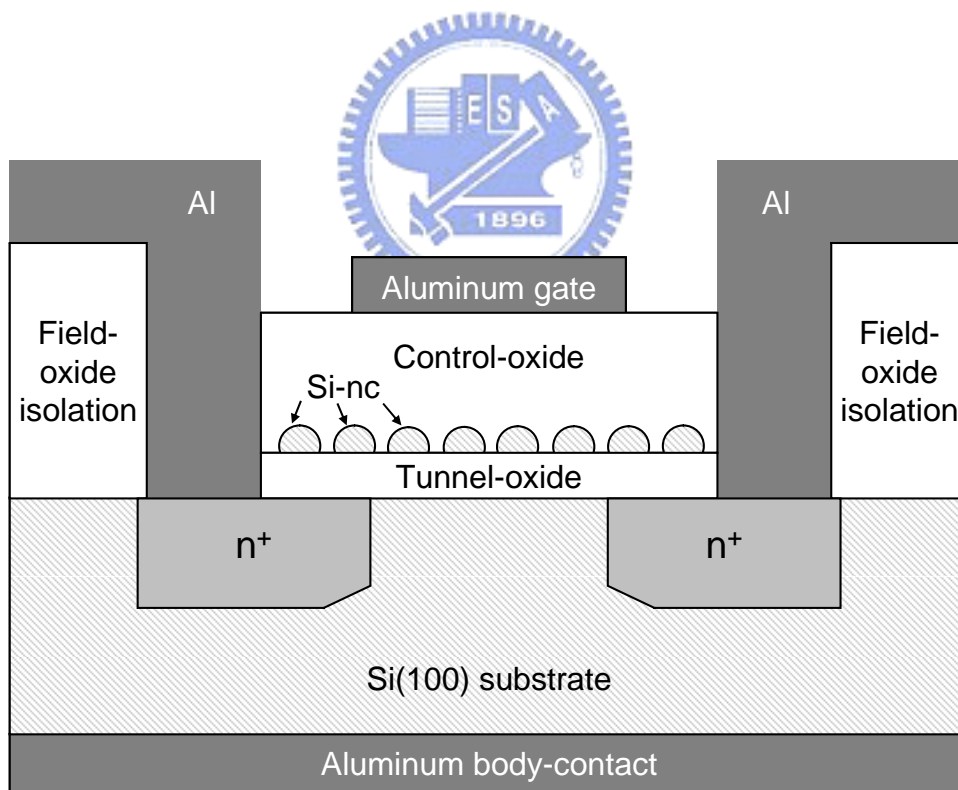 E S A
1896
Al
Al
Aluminum gate
Field-
oxide
isolation
Control-oxide
Field-
oxide
isolation
Si-nc
Tunnel-oxide
n+
n+
Si(100) substrate
Aluminum body-contact